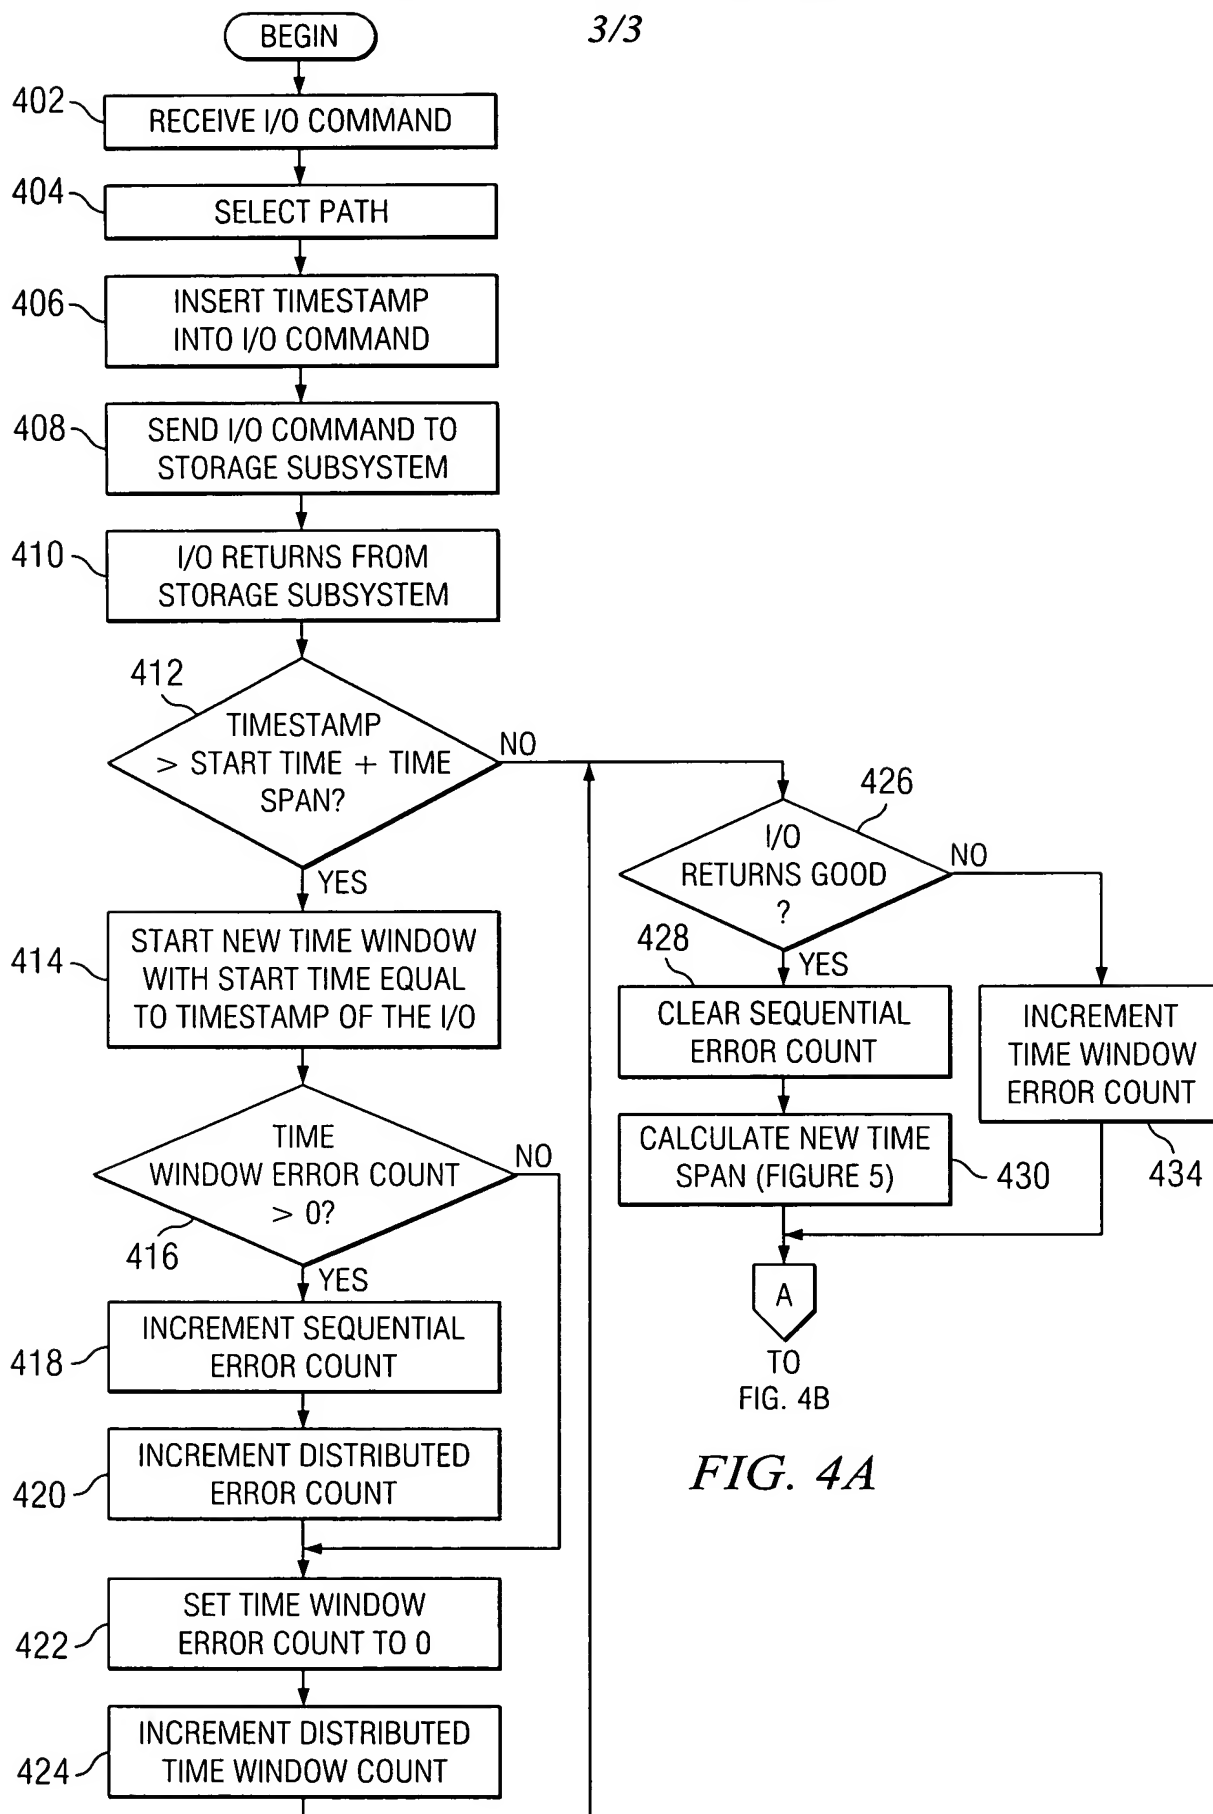 3/3
BEGIN
402
RECEIVE I/O COMMAND
404
SELECT PATH
406
INSERT TIMESTAMP
INTO I/O COMMAND
408
SEND I/O COMMAND TO
STORAGE SUBSYSTEM
410
I/O RETURNS FROM
STORAGE SUBSYSTEM
412
TIMESTAMP
> START TIME + TIME
SPAN?
NO
YES
414
START NEW TIME WINDOW
WITH START TIME EQUAL
TO TIMESTAMP OF THE I/O
TIME
WINDOW ERROR COUNT
> 0?
NO
416
YES
418
INCREMENT SEQUENTIAL
ERROR COUNT
420
INCREMENT DISTRIBUTED
ERROR COUNT
422
SET TIME WINDOW
ERROR COUNT TO 0
424
INCREMENT DISTRIBUTED
TIME WINDOW COUNT
426
I/O
RETURNS GOOD
?
NO
YES
428
CLEAR SEQUENTIAL
ERROR COUNT
CALCULATE NEW TIME
SPAN (FIGURE 5)
430
INCREMENT
TIME WINDOW
ERROR COUNT
434
A
TO
FIG. 4B
FIG. 4A